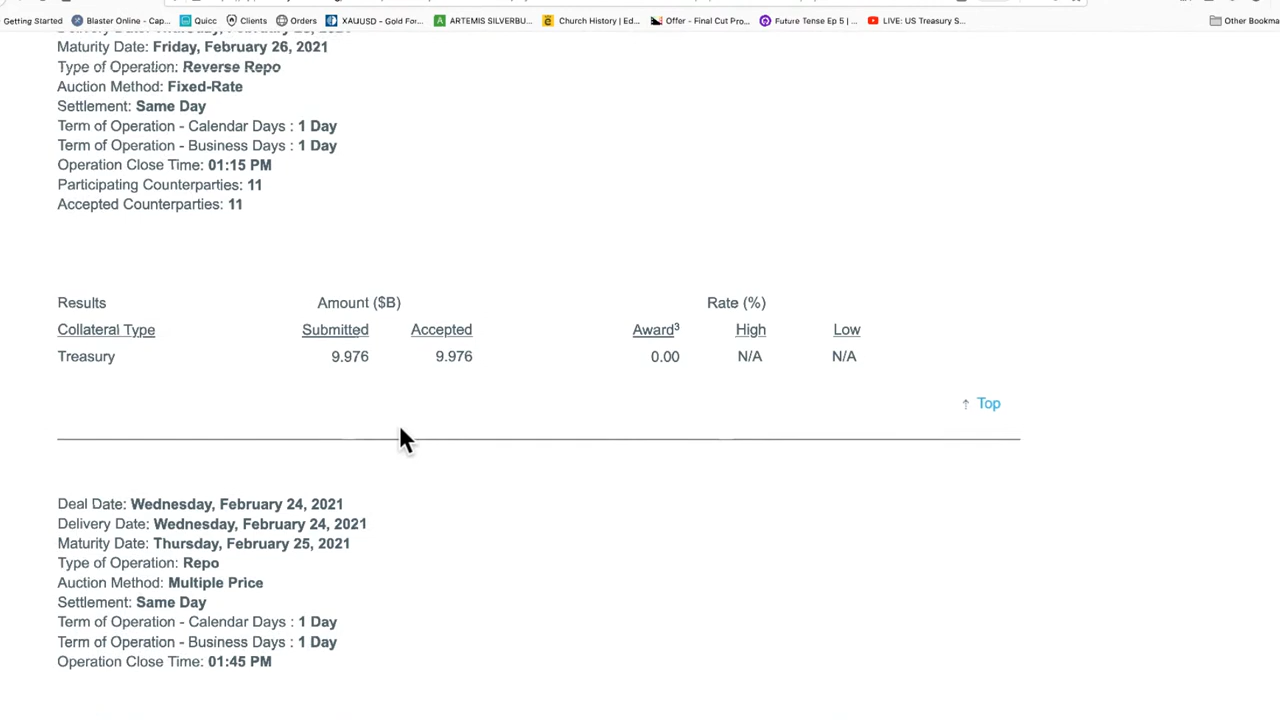 Getting Started Blaster Online - Cap... Quicc Clients Orders XAUUSD - Gold For... ARTEMIS SILVERBU... Church History | Ed... Offer - Final Cut Pro... Future Tense Ep 5 | ... LIVE: US Treasury S... Other Bookma
Maturity Date: Friday, February 26, 2021
Type of Operation: Reverse Repo
Auction Method: Fixed-Rate
Settlement: Same Day
Term of Operation - Calendar Days : 1 Day
Term of Operation - Business Days : 1 Day
Operation Close Time: 01:15 PM
Participating Counterparties: 11
Accepted Counterparties: 11
Results Amount ($B) Rate (%)
Collateral Type Submitted Accepted Award³ High Low
Treasury 9.976 9.976 0.00 N/A N/A
↑ Top
Deal Date: Wednesday, February 24, 2021
Delivery Date: Wednesday, February 24, 2021
Maturity Date: Thursday, February 25, 2021
Type of Operation: Repo
Auction Method: Multiple Price
Settlement: Same Day
Term of Operation - Calendar Days : 1 Day
Term of Operation - Business Days : 1 Day
Operation Close Time: 01:45 PM